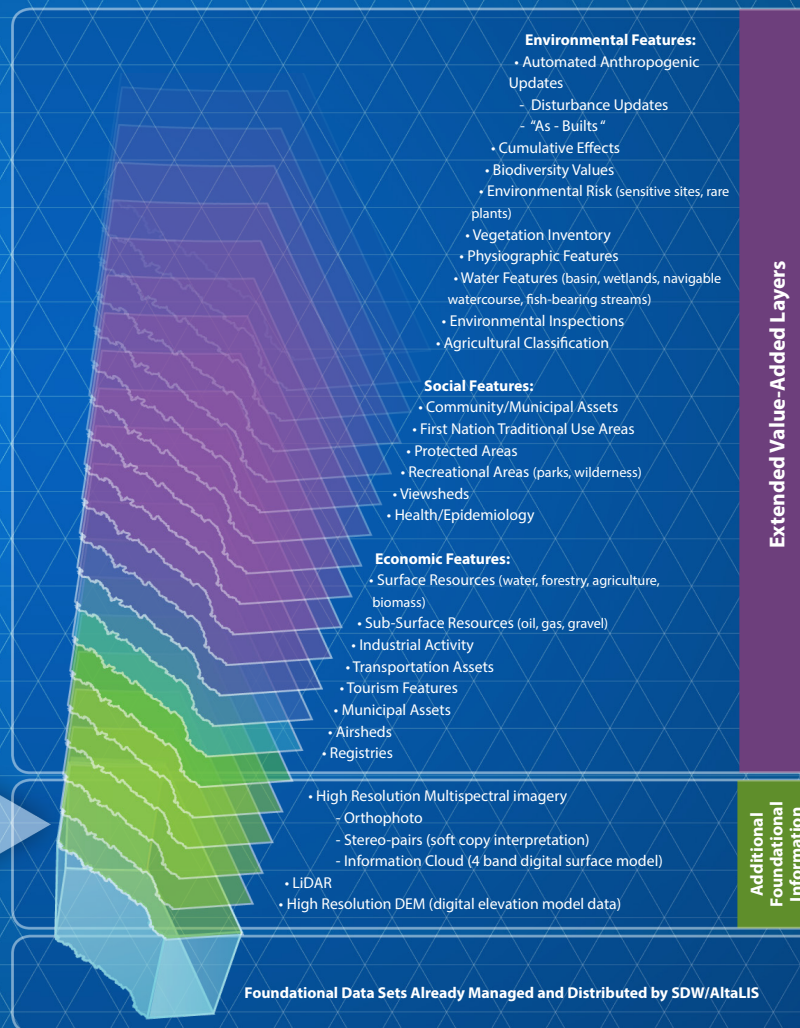 Environmental Features:
• Automated Anthropogenic
Updates
- Disturbance Updates
- “As - Builts “
• Cumulative Effects
• Biodiversity Values
• Environmental Risk (sensitive sites, rare
plants)
• Vegetation Inventory
• Physiographic Features
• Water Features (basin, wetlands, navigable
watercourse, fish-bearing streams)
• Environmental Inspections
• Agricultural Classification
Social Features:
• Community/Municipal Assets
• First Nation Traditional Use Areas
• Protected Areas
• Recreational Areas (parks, wilderness)
• Viewsheds
• Health/Epidemiology
Economic Features:
• Surface Resources (water, forestry, agriculture,
biomass)
• Sub-Surface Resources (oil, gas, gravel)
• Industrial Activity
• Transportation Assets
• Tourism Features
• Municipal Assets
• Airsheds
• Registries
Extended Value-Added Layers
• High Resolution Multispectral imagery
- Orthophoto
- Stereo-pairs (soft copy interpretation)
- Information Cloud (4 band digital surface model)
• LiDAR
• High Resolution DEM (digital elevation model data)
Additional
Foundational
Information
Foundational Data Sets Already Managed and Distributed by SDW/AltaLIS